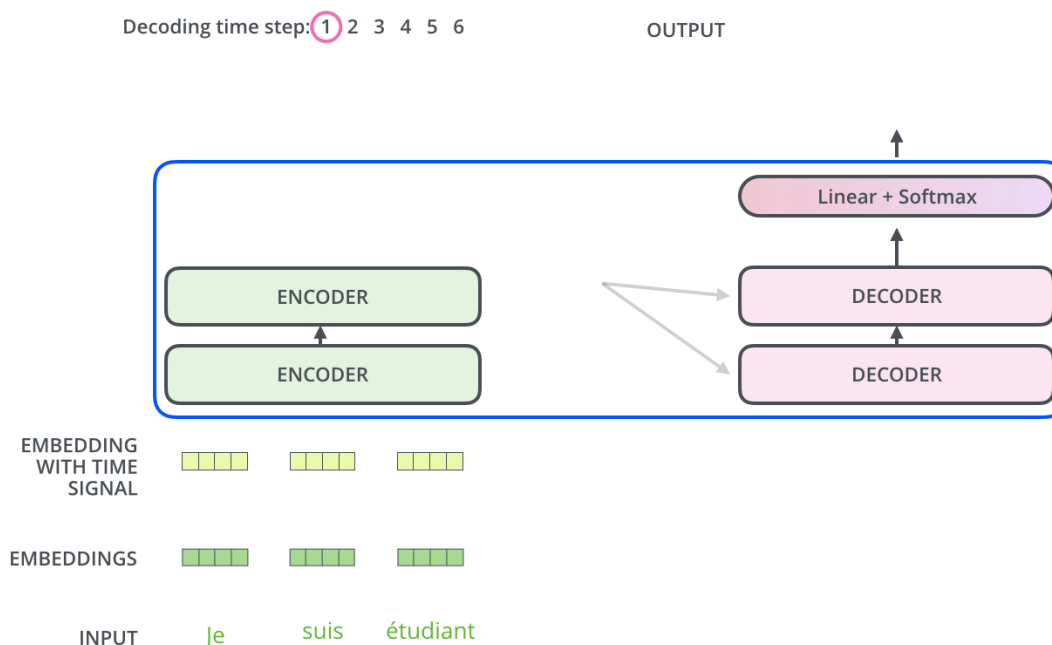 Decoding time step: 1 2 3 4 5 6
OUTPUT
Linear + Softmax
ENCODER
DECODER
ENCODER
DECODER
EMBEDDING
WITH TIME
SIGNAL
EMBEDDINGS
INPUT
Je suis étudiant